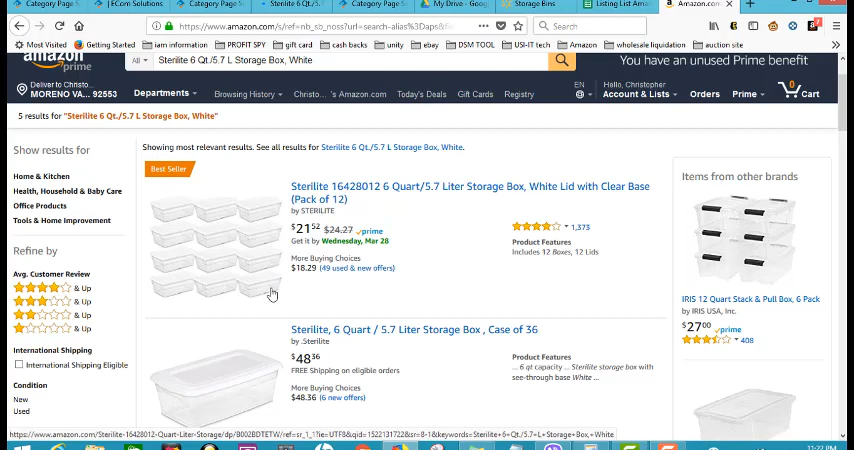 Category Page S
| ECom Solutions
Category Page S
Sterilite 6 Qt./5.7 L
Category Page S
My Drive - Goog
Storage Bins
Listing List Amaz
Amazon.com
https://www.amazon.com/s/ref=nb_sb_noss?url=search-alias%3Daps&f
Search
Most Visited
Getting Started
iam information
PROFIT SPY
gift card
cash backs
unity
ebay
DSM TOOL
USI-IT tech
Amazon
wholesale liquidation
auction site
amazon
prime
All
Sterilite 6 Qt./5.7 L Storage Box, White
You have an unused Prime benefit
Deliver to Christo...
MORENO VA... 92553
Departments
Browsing History
Christo... 's Amazon.com
Today's Deals
Gift Cards
Registry
EN
Hello, Christopher
Account & Lists
Orders
Prime
0
Cart
5 results for "Sterilite 6 Qt./5.7 L Storage Box, White"
Show results for
Home & Kitchen
Health, Household & Baby Care
Office Products
Tools & Home Improvement
Refine by
Avg. Customer Review
& Up
& Up
& Up
& Up
International Shipping
International Shipping Eligible
Condition
New
Used
Showing most relevant results. See all results for Sterilite 6 Qt./5.7 L Storage Box, White.
Best Seller
Sterilite 16428012 6 Quart/5.7 Liter Storage Box, White Lid with Clear Base
(Pack of 12)
by STERILITE
$21 52 $24.27 prime
Get it by Wednesday, Mar 28
More Buying Choices
$18.29 (49 used & new offers)
1,373
Product Features
Includes 12 Boxes, 12 Lids
Sterilite, 6 Quart / 5.7 Liter Storage Box , Case of 36
by .Sterilite
$48 36
FREE Shipping on eligible orders
More Buying Choices
$48.36 (6 new offers)
Product Features
... 6 qt capacity ... Sterilite storage box with
see-through base White ...
Items from other brands
IRIS 12 Quart Stack & Pull Box, 6 Pack
by IRIS USA, Inc.
$27 00 prime
408
https://www.amazon.com/Sterilite-16428012-Quart-Liter-Storage/dp/B002BDTETW/ref=sr_1_1?ie=UTF8&qid=1522131722&sr=8-1&keywords=Sterilite+6+Qt./5.7+L+Storage+Box,+White
11:22 PM